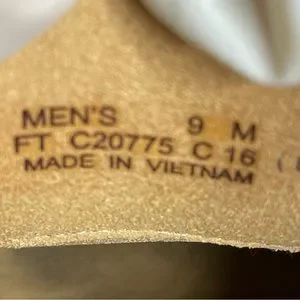 MEN'S 9 M
FT C20775 C 16
MADE IN VIETNAM